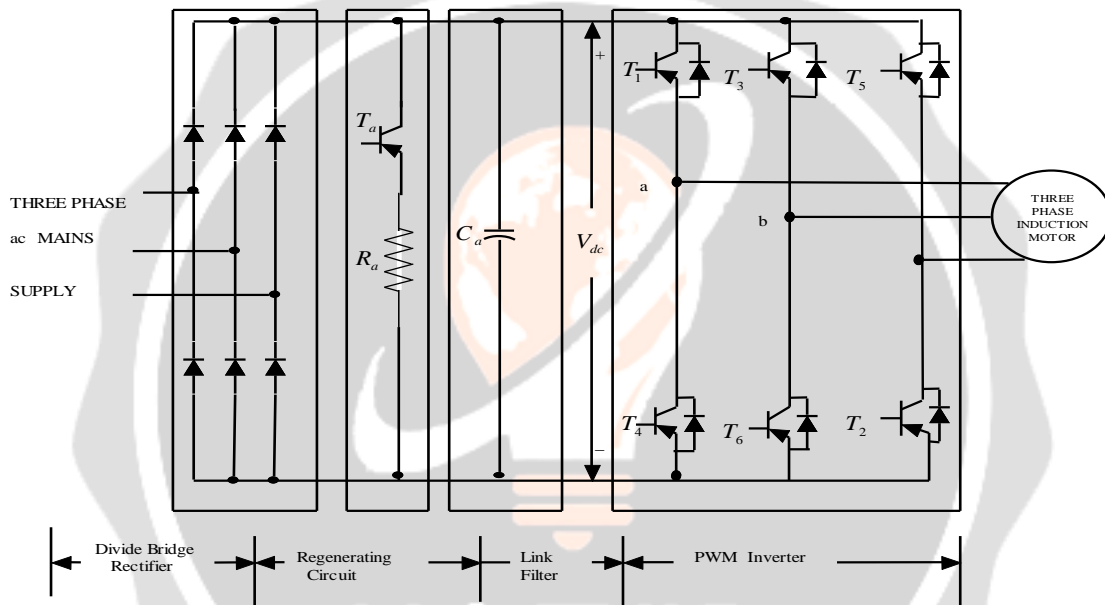 T1
T3
T5
Ta
a
THREE PHASE
ac MAINS
SUPPLY
b
THREE
PHASE
INDUCTION
MOTOR
Ra
Ca
Vdc
+
T4
T6
T2
−
Divide Bridge
Rectifier
Regenerating
Circuit
Link
Filter
PWM Inverter